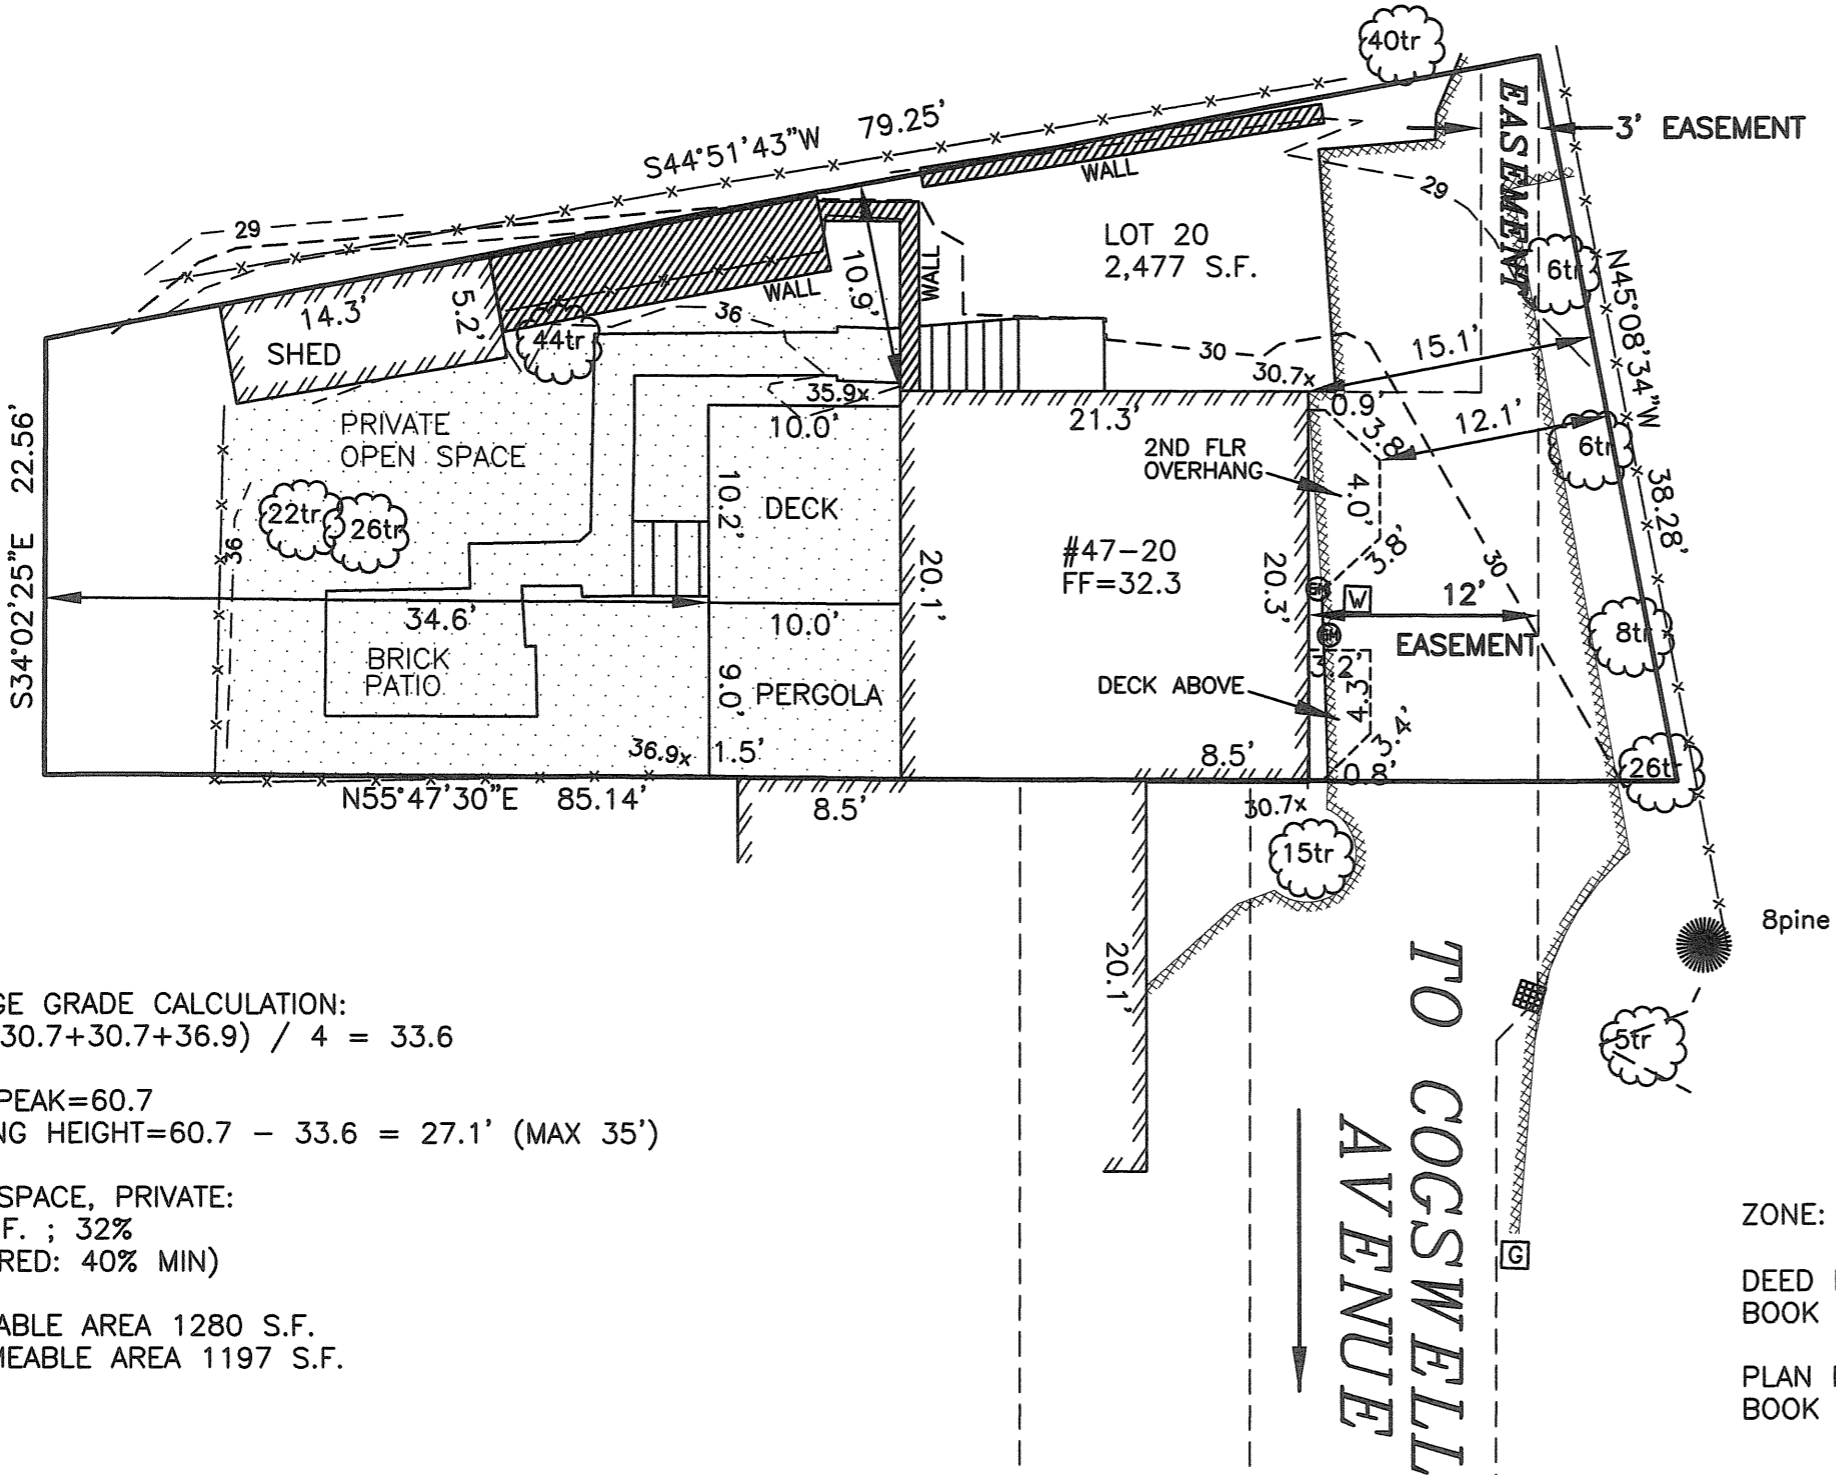 40tr
S44°51'43"W 79.25'
3' EASEMENT
EASEMENT
WALL
29
29
LOT 20
2,477 S.F.
WALL
10.9'
WALL
6tr
N45°08'34"W 38.28'
14.3'
5.2'
SHED
44tr
36
30
15.1'
30.7x
35.9x
PRIVATE
OPEN SPACE
10.0'
21.3'
0.9'
3.8'
12.1'
2ND FLR
OVERHANG
6tr
S34°02'25"E 22.56'
22tr
26tr
36
10.2'
DECK
4.0'
3.8'
#47-20
FF=32.3
20.1'
20.3'
30
W
12'
EASEMENT
8tr
34.6'
10.0'
BRICK
PATIO
9.0'
PERGOLA
3.2'
DECK ABOVE
4.3'
3.4'
36.9x
1.5'
8.5'
0.8'
26tr
N55°47'30"E 85.14'
8.5'
30.7x
15tr
8pine
20.1'
5tr
TO COGSWELL
AVENUE
G
GE GRADE CALCULATION:
30.7+30.7+36.9) / 4 = 33.6
PEAK=60.7
NG HEIGHT=60.7 - 33.6 = 27.1' (MAX 35')
SPACE, PRIVATE:
F. ; 32%
RED: 40% MIN)
ABLE AREA 1280 S.F.
MEABLE AREA 1197 S.F.
ZONE:
DEED
BOOK
PLAN
BOOK